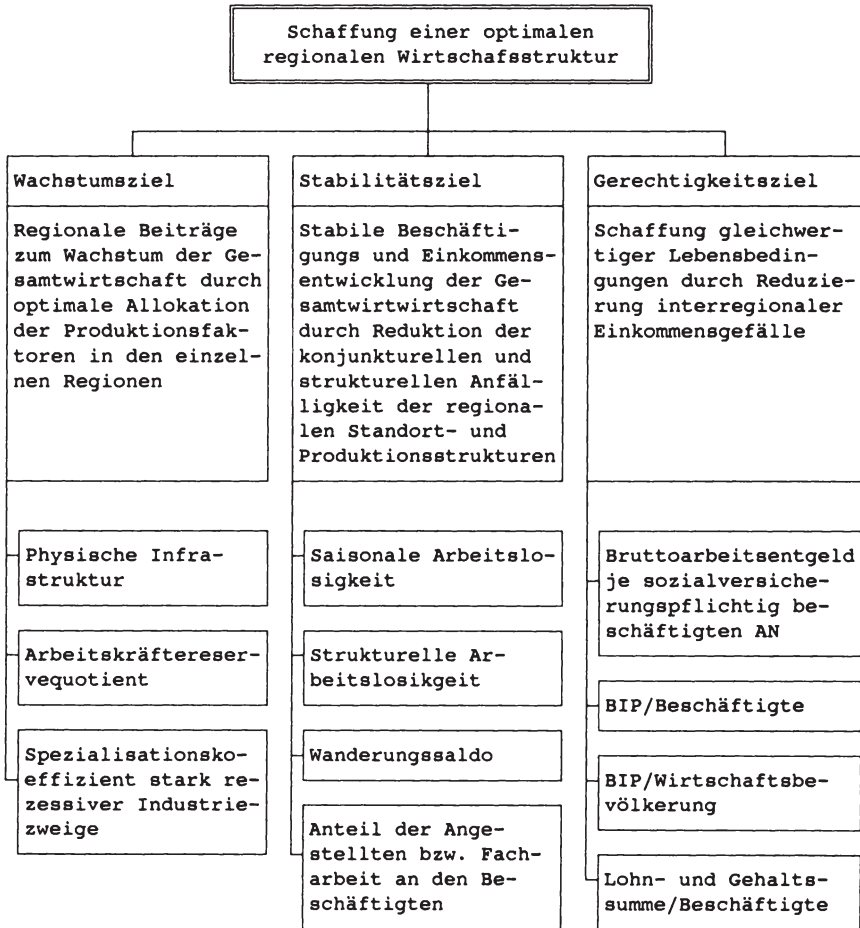 Schaffung einer optimalen
regionalen Wirtschafsstruktur
Wachstumsziel
Regionale Beiträge
zum Wachstum der Ge-
samtwirtschaft durch
optimale Allokation
der Produktionsfak-
toren in den einzel-
nen Regionen
Physische Infra-
struktur
Arbeitskräftereser-
vequotient
Spezialisationsko-
effizient stark re-
zessiver Industrie-
zweige
Stabilitätsziel
Stabile Beschäfti-
gungs und Einkommens
entwicklung der Ge-
samtwirtwirtschaft
durch Reduktion der
konjunkturellen und
strukturellen Anfäl-
ligkeit der regiona-
len Standort- und
Produktionsstrukturen
Saisonale Arbeitslo-
sigkeit
Strukturelle Ar-
beitslosikgeit
Wanderungssaldo
Anteil der Ange-
stellten bzw. Fach-
arbeit an den Be-
schäftigten
Gerechtigkeitsziel
Schaffung gleichwer-
tiger Lebensbedin-
gungen durch Reduzie-
rung interregionaler
Einkommensgefälle
Bruttoarbeitsentgeld
je sozialversiche-
rungspflichtig be-
schäftigten AN
BIP/Beschäftigte
BIP/Wirtschaftsbe-
völkerung
Lohn- und Gehalts-
summe/Beschäftigte